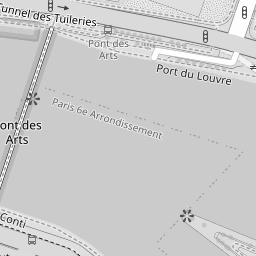 Tunnel des Tuileries
Pont des
Arts
Port du Louvre
Paris 6e Arrondissement
Pont des
Arts
Conti